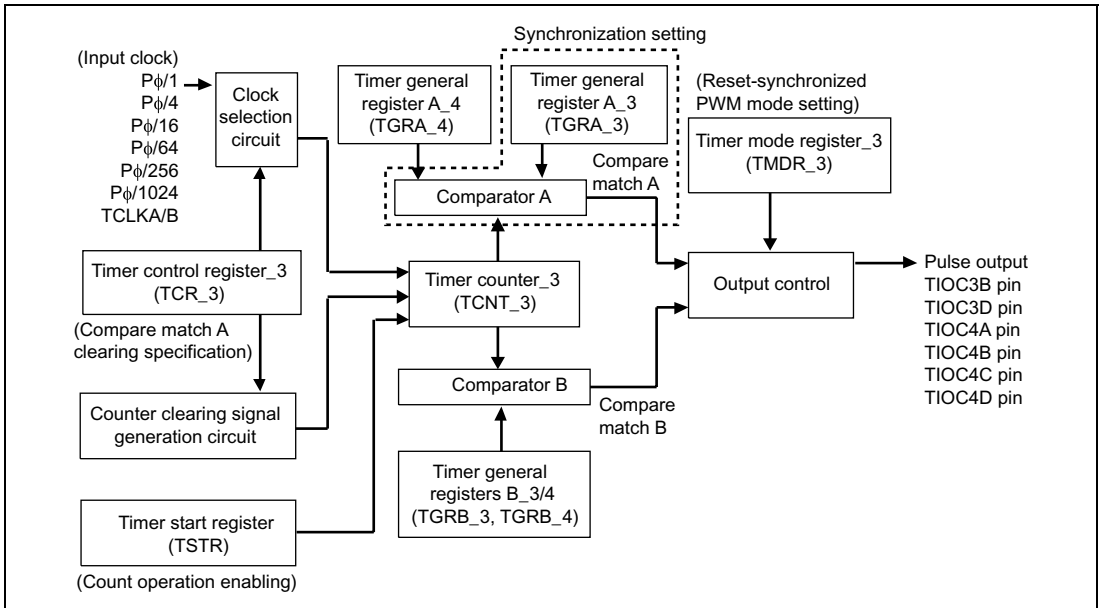 Synchronization setting
(Input clock)
Pϕ/1
Pϕ/4
Pϕ/16
Pϕ/64
Pϕ/256
Pϕ/1024
TCLKA/B
Clock
selection
circuit
Timer general
register A_4
(TGRA_4)
Timer general
register A_3
(TGRA_3)
(Reset-synchronized
PWM mode setting)
Timer mode register_3
(TMDR_3)
Compare
match A
Comparator A
Timer control register_3
(TCR_3)
(Compare match A
clearing specification)
Timer counter_3
(TCNT_3)
Output control
Pulse output
TIOC3B pin
TIOC3D pin
TIOC4A pin
TIOC4B pin
TIOC4C pin
TIOC4D pin
Comparator B
Compare
match B
Counter clearing signal
generation circuit
Timer general
registers B_3/4
(TGRB_3, TGRB_4)
Timer start register
(TSTR)
(Count operation enabling)